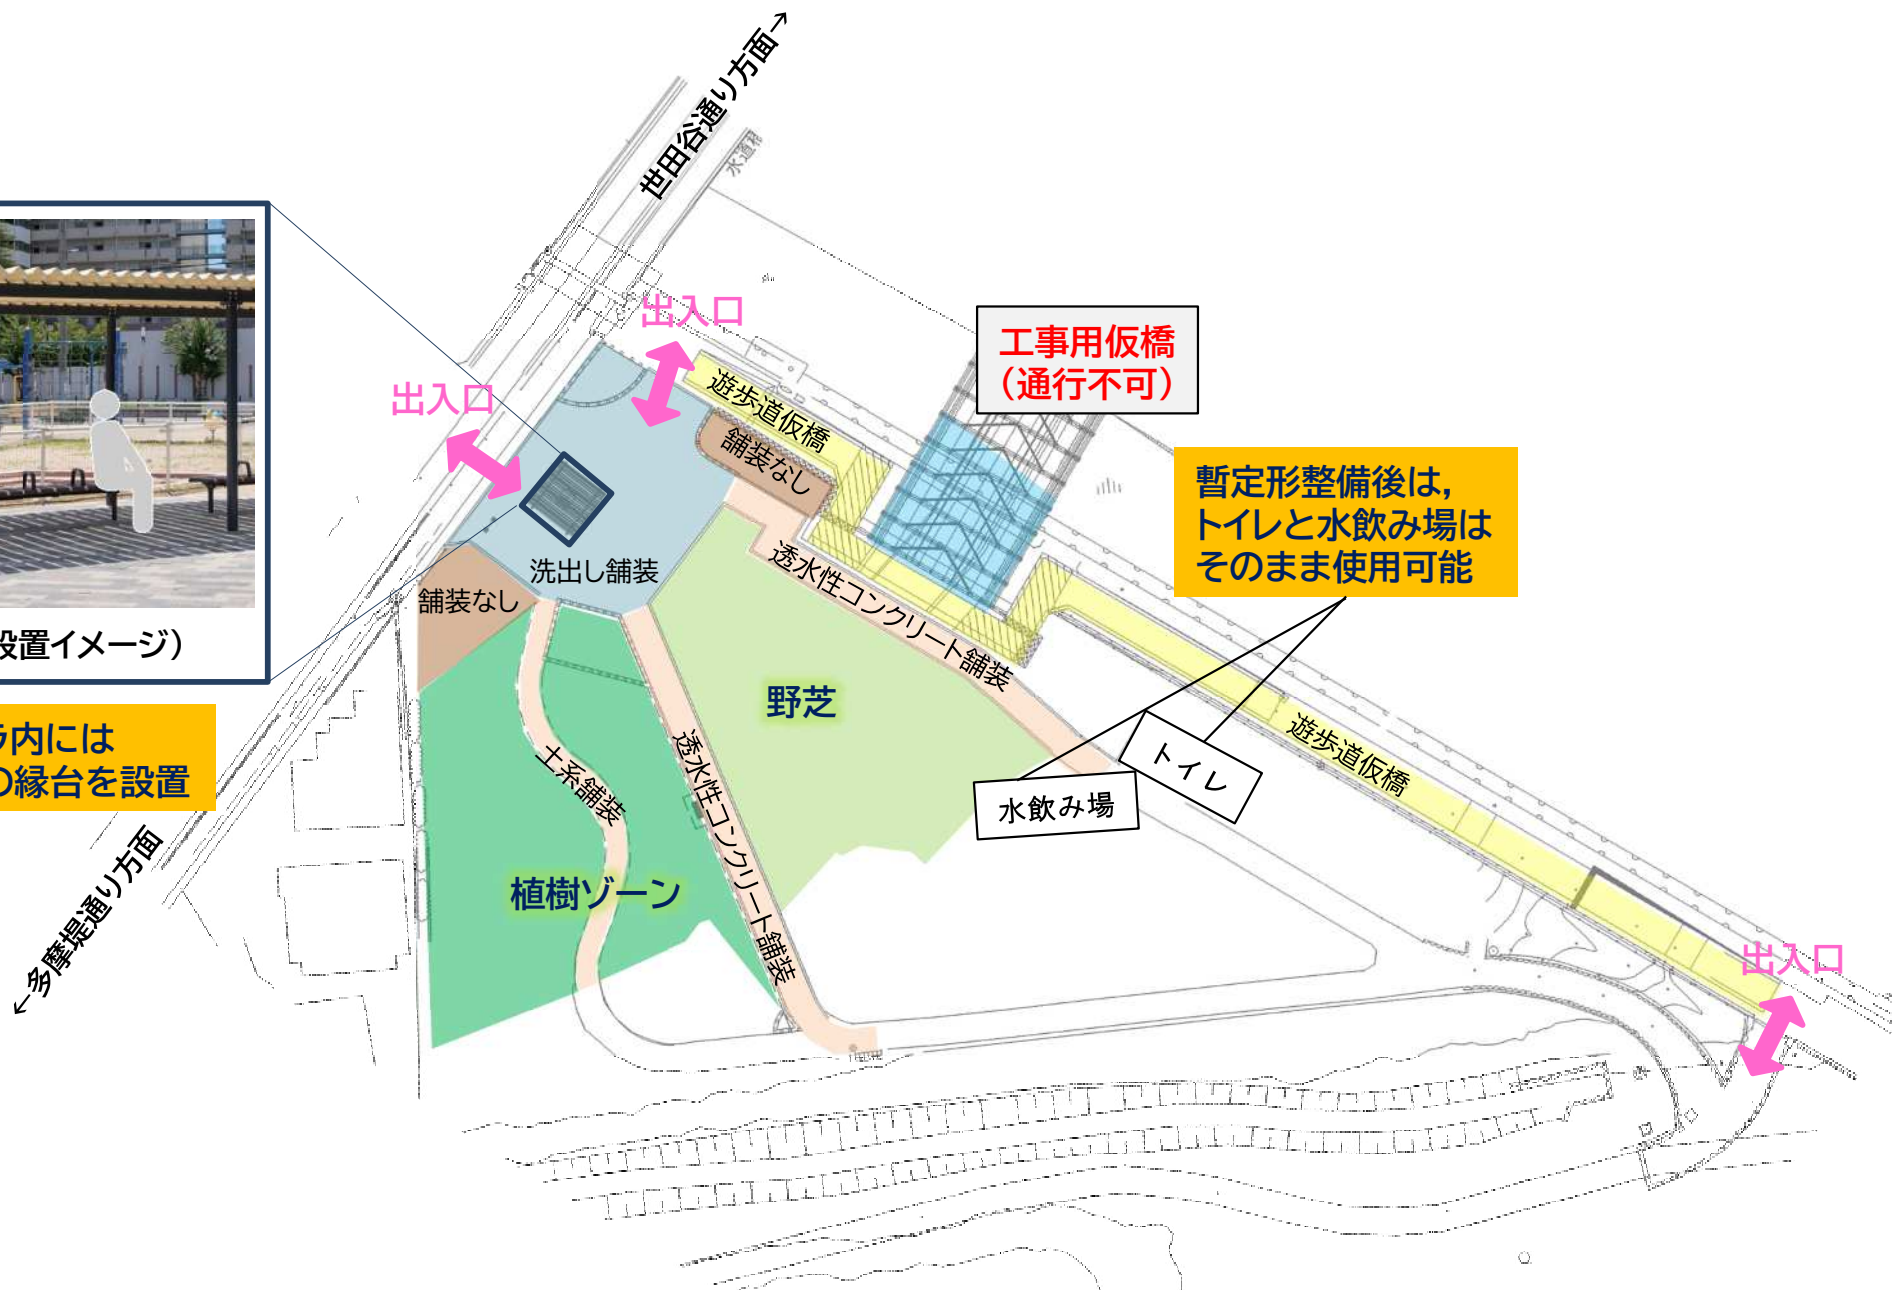 世田谷通り方面→
出入口
出入口
工事用仮橋
（通行不可）
遊歩道仮橋
舗装なし
暫定形整備後は，
トイレと水飲み場は
そのまま使用可能
透水性コンクリート舗装
洗出し舗装
舗装なし
設置イメージ）
野芝
内には
の縁台を設置
土系舗装
透水性コンクリート舗装
トイレ
水飲み場
遊歩道仮橋
植樹ゾーン
←多摩堤通り方面
出入口